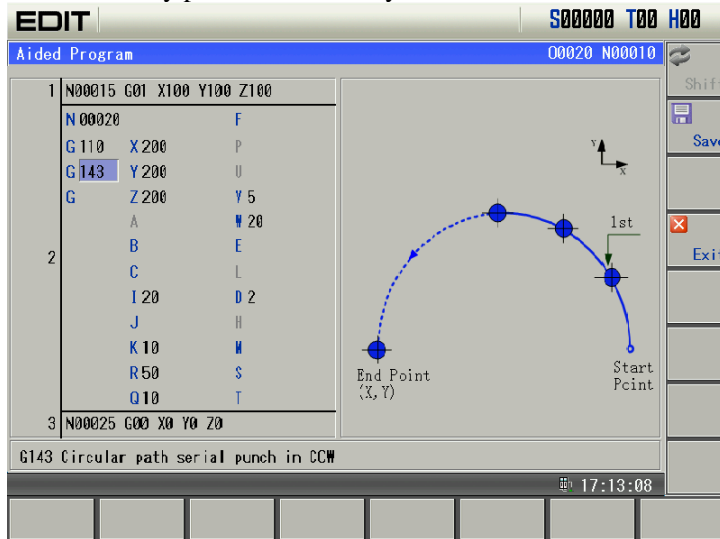 EDIT S00000 T00 H00
Aided Program O0020 N00010
Shif
1 N00015 G01 X100 Y100 Z100
N 00020 F
G 110 X 200 P
G 143 Y 200 U
G Z 200 Y 5
A W 20
B E
2
C L
I 20 D 2
J H
K 10 M
R 50 S
Q 10 T
3 N00025 G00 X0 Y0 Z0
Save
Exit
Y
X
1st
Start
Point
End Point
(X,Y)
G143 Circular path serial punch in CCW
17:13:08